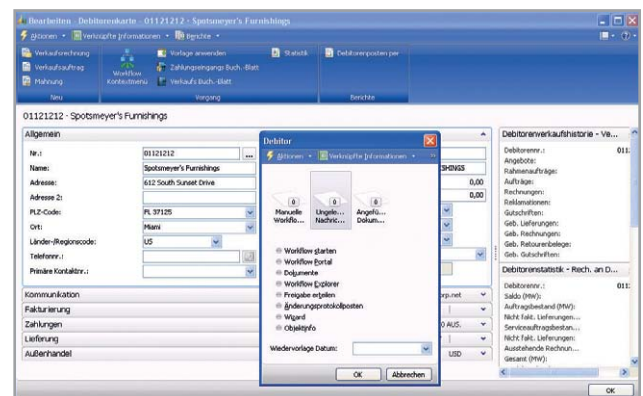 Bearbeiten - Debitorenkarte - 01121212 - Spotsmeyer's Furnishings
Aktionen Verknüpfte Informationen Berichte
Verkaufsrechnung
Verkaufsauftrag
Mahnung
Neu
Workflow Kontextmenü
Vorlage anwenden
Zahlungseingangs Buch.-Blatt
Verkaufs Buch.-Blatt
Vorgang
Statistik
Debitorenposten per
Berichte
01121212 · Spotsmeyer's Furnishings
Allgemein
Nr.: 01121212
Name: Spotsmeyer's Furnishings
Adresse: 612 South Sunset Drive
Adresse 2:
PLZ-Code: FL 37125
Ort: Miami
Länder-/Regionscode: US
Telefonnr.:
Primäre Kontaktnr.:
Kommunikation
Fakturierung
Zahlungen
Lieferung
Außenhandel
SHINGS
0,00
0,00
orp.net
0 AUS.
USD
Debitor
Aktionen Verknüpfte Informationen
0 0 0
Manuelle Workflo...
Ungele... Nachric...
Angefü... Dokum...
Workflow starten
Workflow Portal
Dokumente
Workflow Explorer
Freigabe erteilen
Änderungsprotokollposten
Wizard
Objektinfo
Wiedervorlage Datum:
OK Abbrechen
Debitorenverkaufshistorie - Ve...
Debitorennr.: 011:
Angebote:
Rahmenaufträge:
Aufträge:
Rechnungen:
Reklamationen:
Gutschriften:
Geb. Lieferungen:
Geb. Rechnungen:
Geb. Retourenbelege:
Geb. Gutschriften:
Debitorenstatistik - Rech. an D...
Debitorennr.: 011:
Saldo (MW):
Auftragsbestand (MW):
Nicht fakt. Lieferungen...
Serviceauftragsbestan...
Nicht fakt. Lieferungen...
Ausstehende Rechnun...
Gesamt (MW):
OK